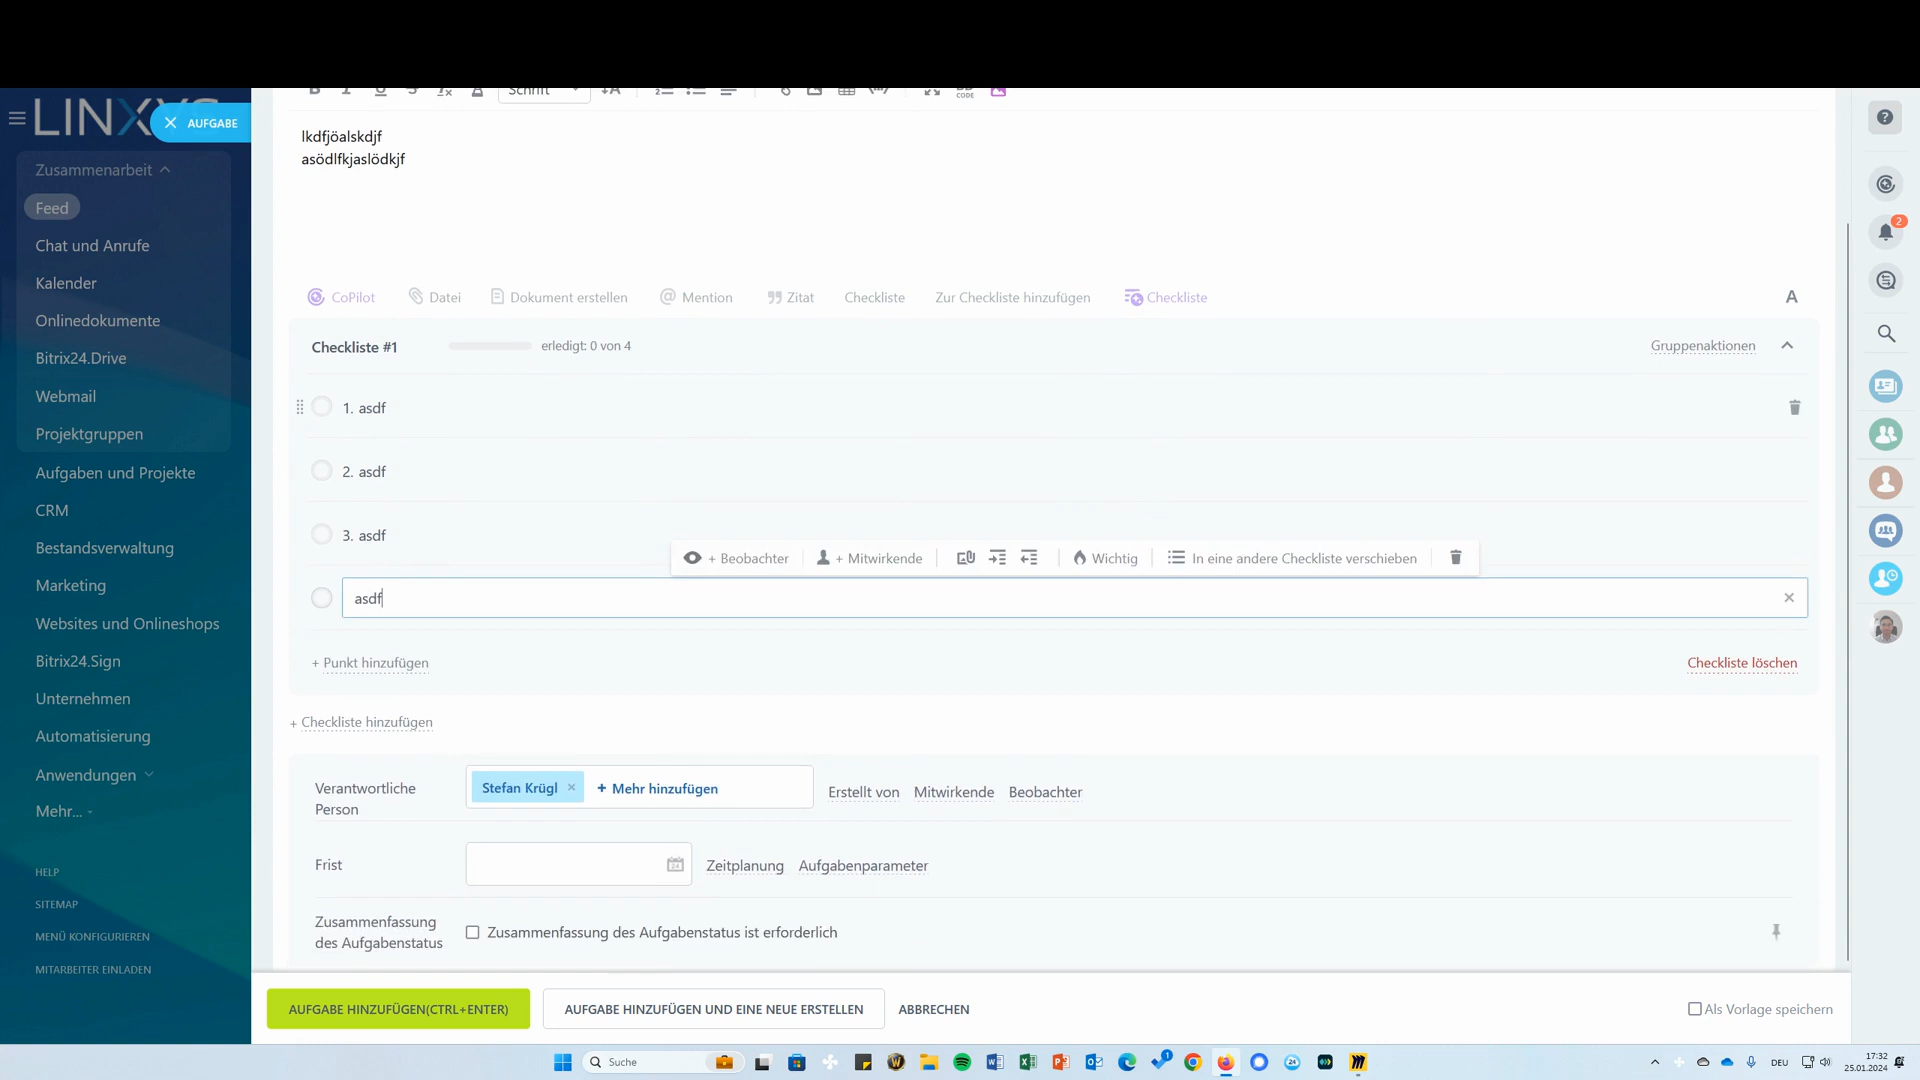 LINXYS
AUFGABE
Zusammenarbeit
Feed
Chat und Anrufe
Kalender
Onlinedokumente
Bitrix24.Drive
Webmail
Projektgruppen
Aufgaben und Projekte
CRM
Bestandsverwaltung
Marketing
Websites und Onlineshops
Bitrix24.Sign
Unternehmen
Automatisierung
Anwendungen
Mehr...
HELP
SITEMAP
MENÜ KONFIGURIEREN
MITARBEITER EINLADEN
Schrift
lkdfjöalskdjf
asödlfkjaslödkjf
CoPilot Datei Dokument erstellen Mention Zitat Checkliste Zur Checkliste hinzufügen Checkliste A
Checkliste #1 erledigt: 0 von 4 Gruppenaktionen
1. asdf
2. asdf
3. asdf
+ Beobachter + Mitwirkende Wichtig In eine andere Checkliste verschieben
asdf
+ Punkt hinzufügen Checkliste löschen
+ Checkliste hinzufügen
Verantwortliche Person Stefan Krügl + Mehr hinzufügen Erstellt von Mitwirkende Beobachter
Frist Zeitplanung Aufgabenparameter
Zusammenfassung des Aufgabenstatus Zusammenfassung des Aufgabenstatus ist erforderlich
AUFGABE HINZUFÜGEN(CTRL+ENTER) AUFGABE HINZUFÜGEN UND EINE NEUE ERSTELLEN ABBRECHEN Als Vorlage speichern
2
Suche
1
24
DEU
17:32
25.01.2024